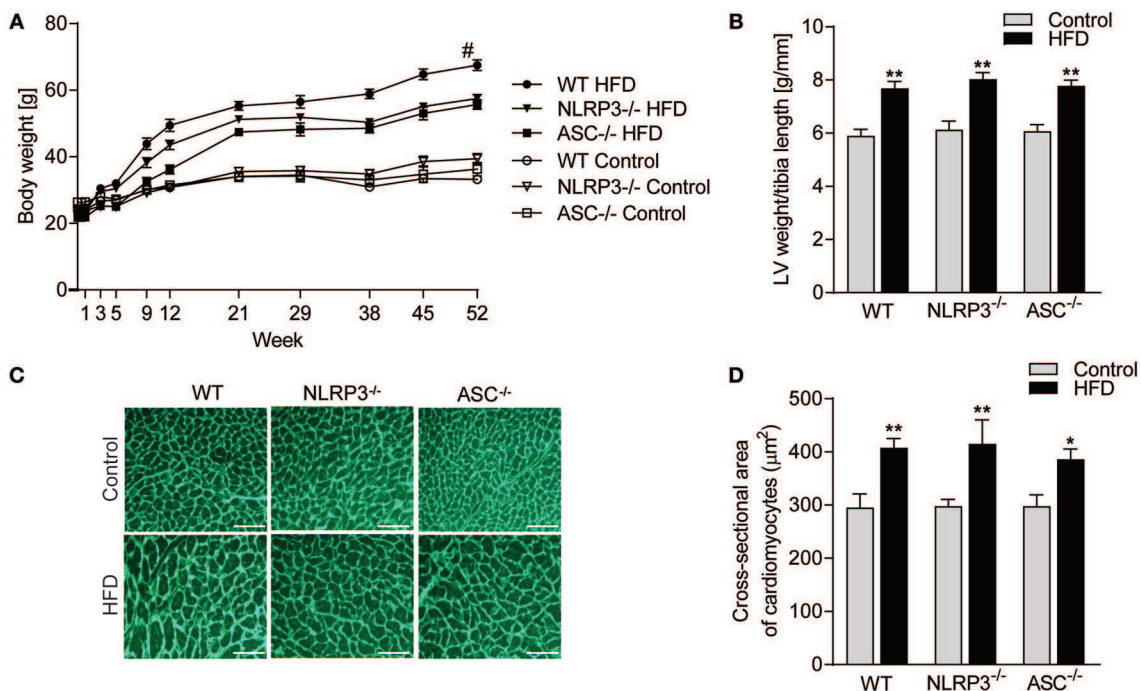 A
Body weight [g]
80
60
40
20
0
#
1 3 5 9 12 21 29 38 45 52
Week
WT HFD
NLRP3-/- HFD
ASC-/- HFD
WT Control
NLRP3-/- Control
ASC-/- Control
B
Control
HFD
LV weight/tibia length [g/mm]
10
8
6
4
2
0
** ** **
WT NLRP3-/- ASC-/-
C
WT NLRP3-/- ASC-/-
Control
HFD
D
Control
HFD
Cross-sectional area
of cardiomyocytes (μm2)
500
400
300
200
100
0
** ** *
WT NLRP3-/- ASC-/-